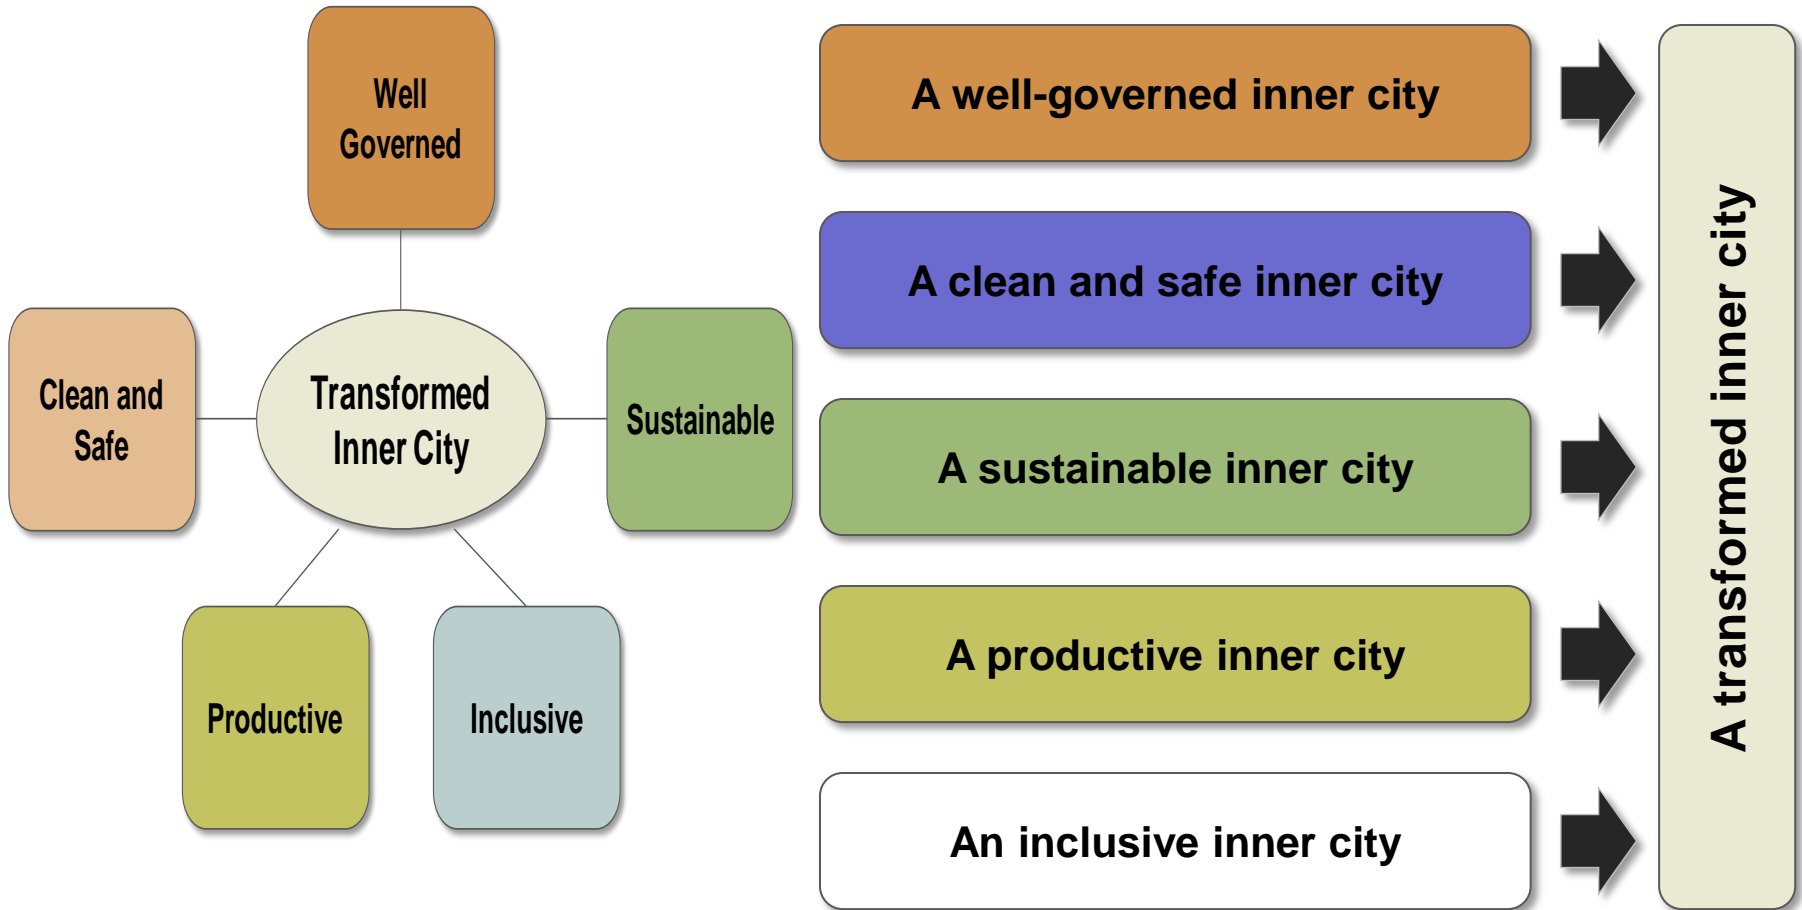 Well
Governed
Clean and
Safe
Transformed
Inner City
Sustainable
Productive
Inclusive
A well-governed inner city
A clean and safe inner city
A sustainable inner city
A productive inner city
An inclusive inner city
A transformed inner city